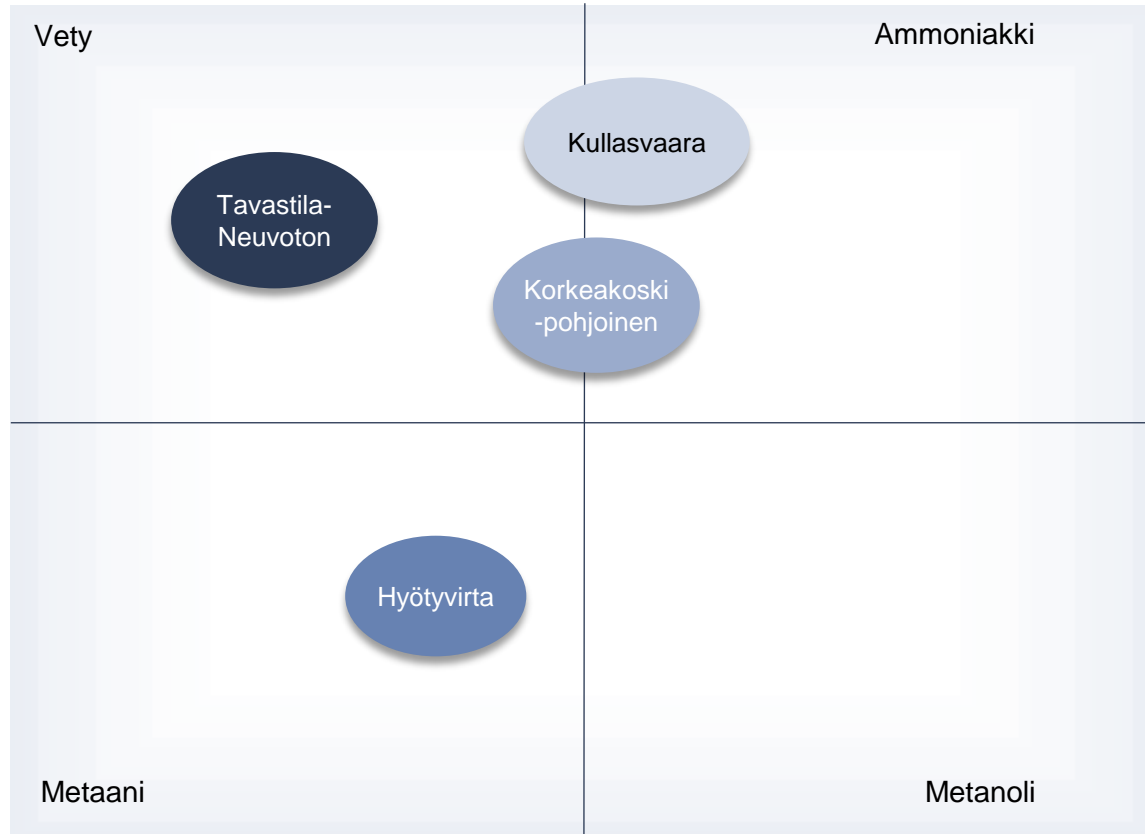 Vety
Ammoniakki
Kullasvaara
Tavastila-
Neuvoton
Korkeakoski
-pohjoinen
Hyötyvirta
Metaani
Metanoli